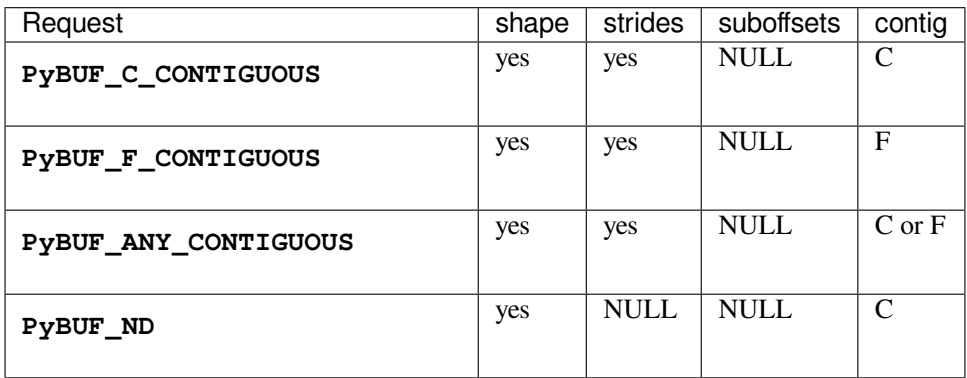 Request shape strides suboffsets contig
PyBUF_C_CONTIGUOUS yes yes NULL C
PyBUF_F_CONTIGUOUS yes yes NULL F
PyBUF_ANY_CONTIGUOUS yes yes NULL C or F
PyBUF_ND yes NULL NULL C